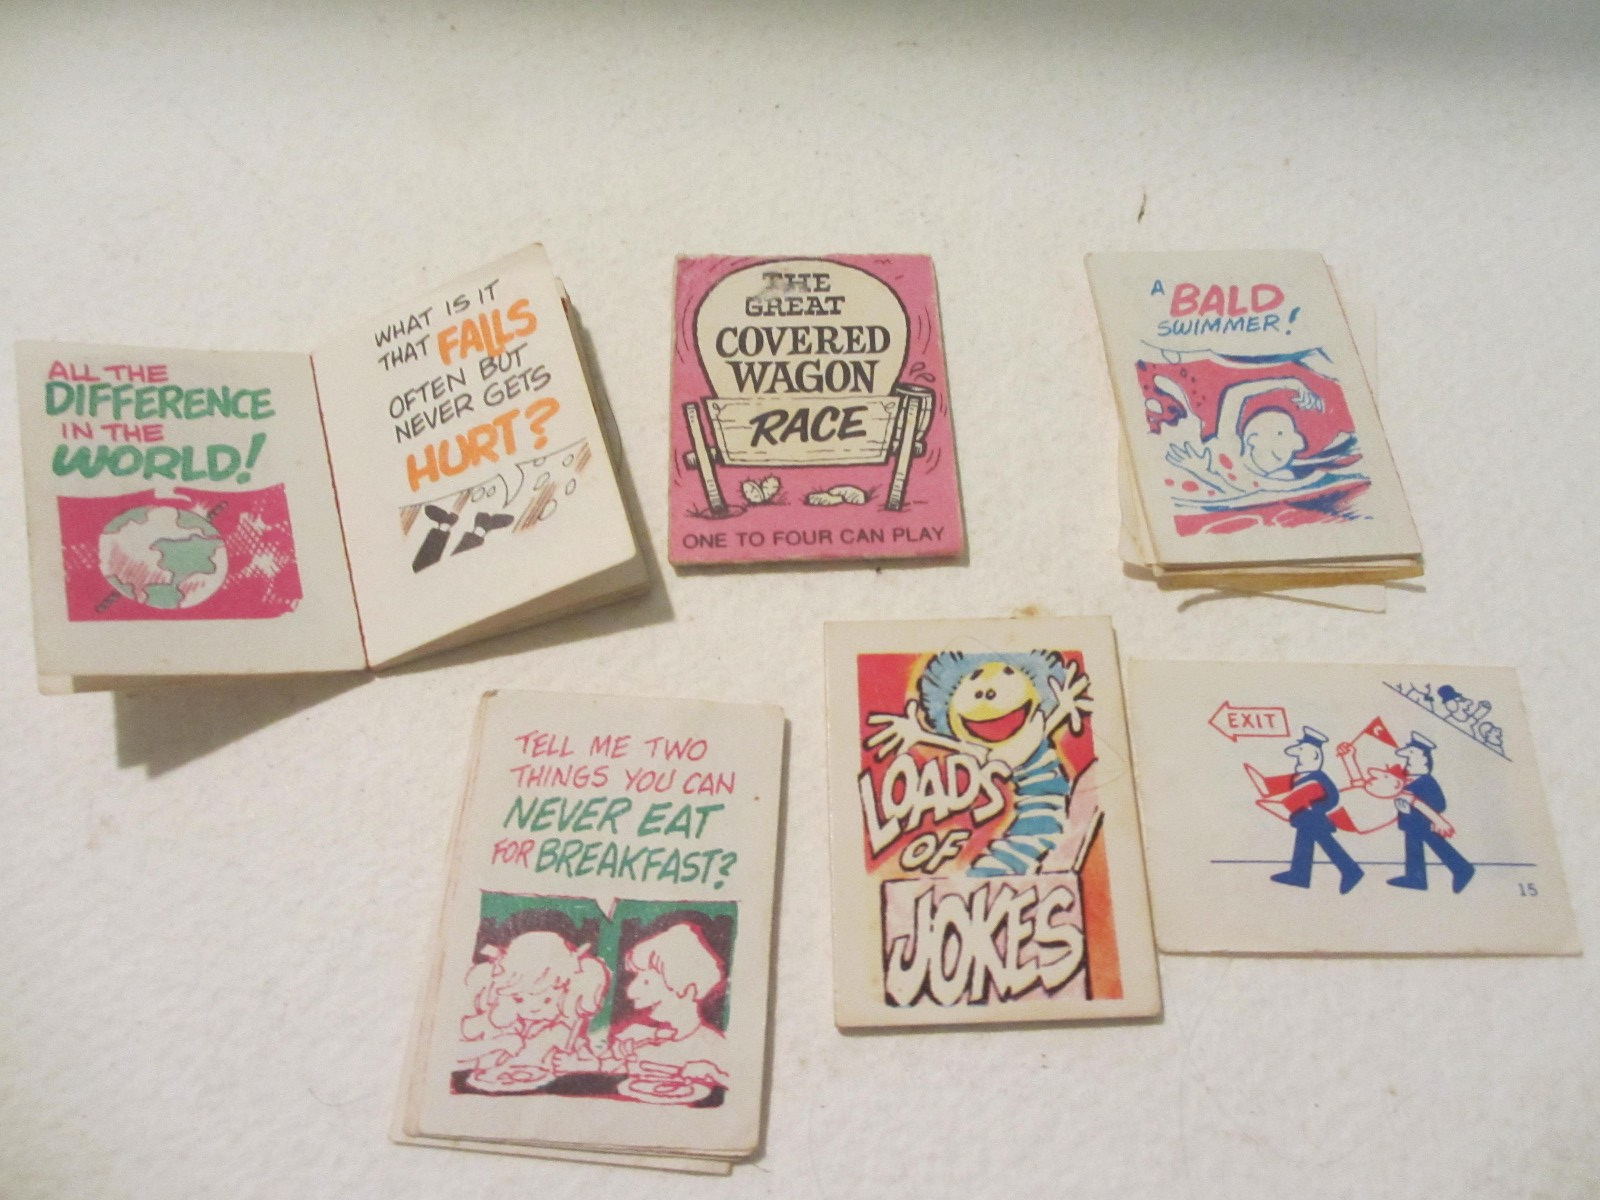 ALL THE
DIFFERENCE
IN THE
WORLD!
WHAT IS IT
THAT FALLS
OFTEN BUT
NEVER GETS
HURT?
THE
GREAT
COVERED
WAGON
RACE
ONE TO FOUR CAN PLAY
A BALD
SWIMMER!
TELL ME TWO
THINGS YOU CAN
NEVER EAT
FOR BREAKFAST?
LOADS
OF
JOKES
EXIT
15